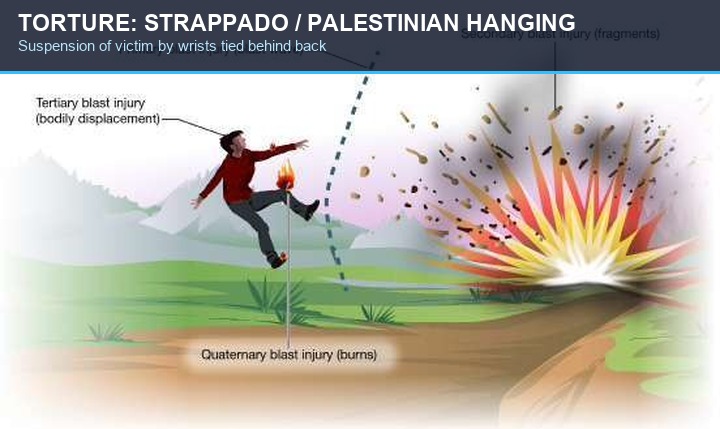 TORTURE: STRAPPADO / PALESTINIAN HANGING
Suspension of victim by wrists tied behind back
Secondary blast injury (fragments)
Tertiary blast injury
(bodily displacement)
Quaternary blast injury (burns)